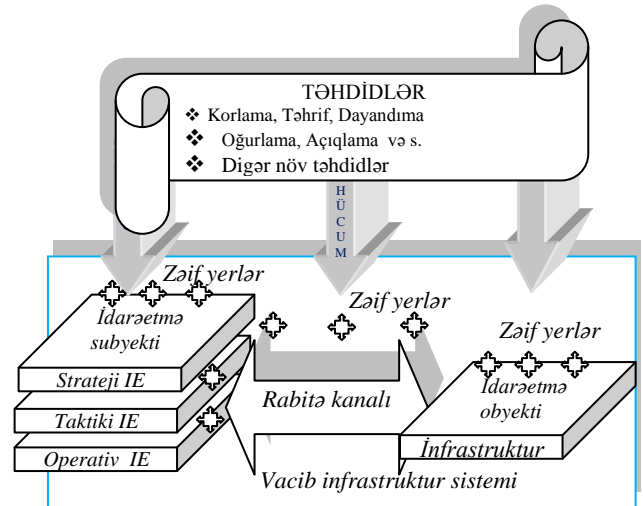 TƏHDİDLƏR
❖ Korlama, Təhrif, Dayandıma
❖ Oğurlama, Açıqlama və s.
❖ Digər növ təhdidlər
HÜCUM
Zəif yerlər
Zəif yerlər
Zəif yerlər
İdarəetmə
subyekti
Strateji IE
Taktiki IE
Operativ IE
Rabitə kanalı
İdarəetmə
obyekti
İnfrastruktur
Vacib infrastruktur sistemi